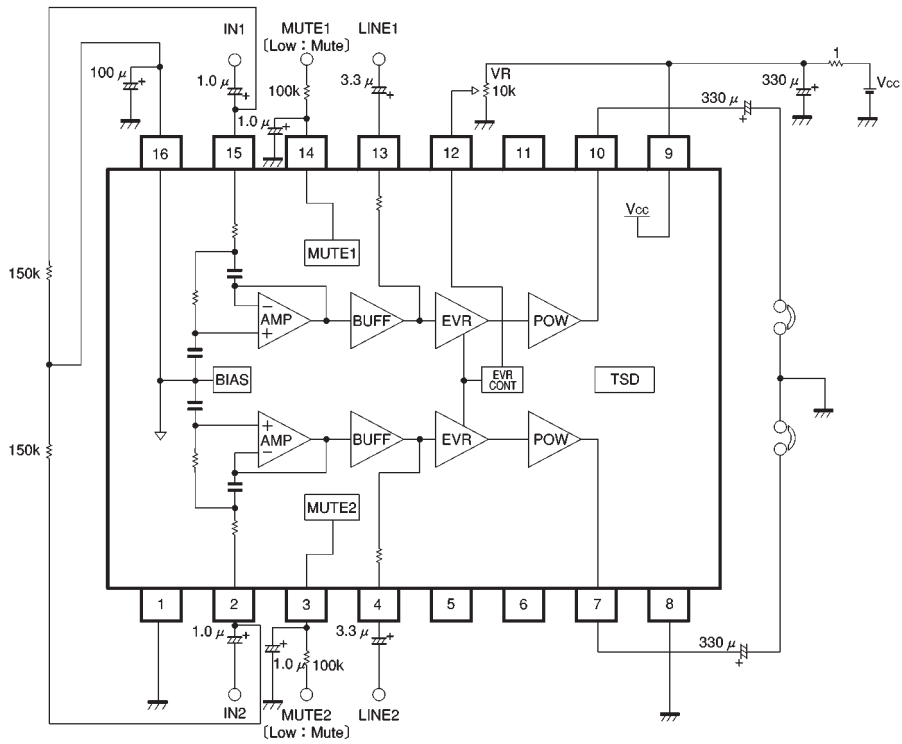 IN1
MUTE1
〔Low : Mute〕
LINE1
100 μ
+
1.0 μ
+
100k
1.0 μ
+
3.3 μ
+
VR
10k
330 μ
+
330 μ
+
1
Vcc
16
15
14
13
12
11
10
9
Vcc
MUTE1
150k
−
AMP
+
BUFF
EVR
POW
BIAS
EVR
CONT
TSD
150k
+
AMP
−
BUFF
EVR
POW
MUTE2
1
2
3
4
5
6
7
8
1.0 μ
+
+
1.0 μ
100k
3.3 μ
+
330 μ
+
IN2
MUTE2
〔Low : Mute〕
LINE2